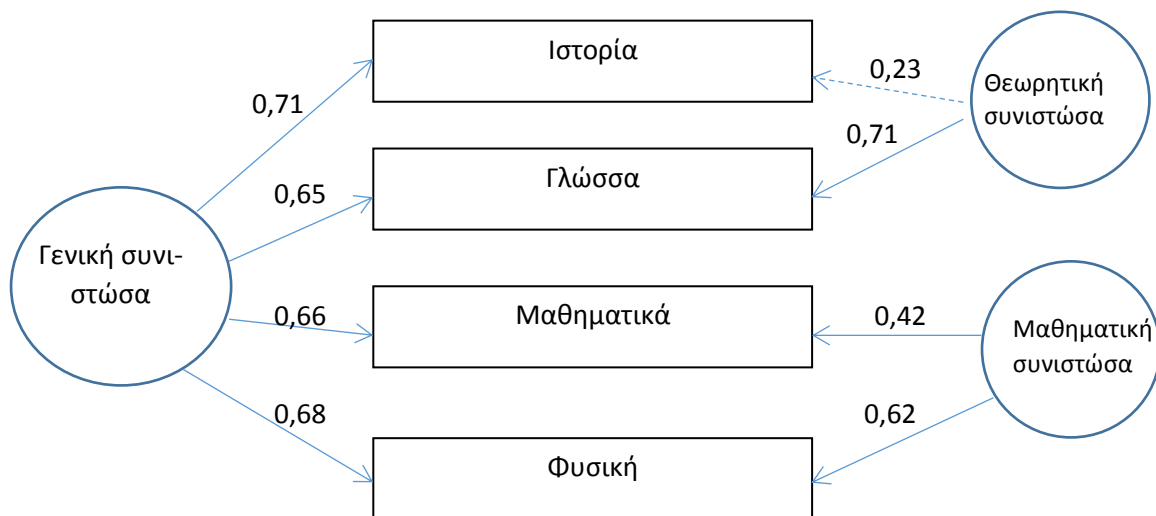 Ιστορία
0,23
Θεωρητική
συνιστώσα
0,71
0,71
Γλώσσα
0,65
Γενική συνι-
στώσα
Μαθηματικά
0,66
0,42
Μαθηματική
συνιστώσα
0,68
0,62
Φυσική